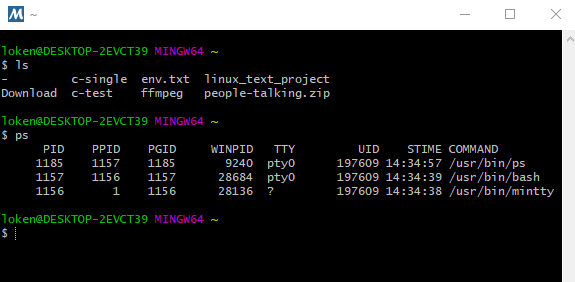 M ~
loken@DESKTOP-2EVCT39 MINGW64 ~
$ ls
-         c-single  env.txt  linux_text_project
Download  c-test    ffmpeg   people-talking.zip
loken@DESKTOP-2EVCT39 MINGW64 ~
$ ps
      PID    PPID    PGID     WINPID   TTY         UID    STIME COMMAND
     1185    1157    1185       9240  pty0      197609 14:34:57 /usr/bin/ps
     1157    1156    1157      28684  pty0      197609 14:34:39 /usr/bin/bash
     1156       1    1156      28136  ?         197609 14:34:38 /usr/bin/mintty
loken@DESKTOP-2EVCT39 MINGW64 ~
$